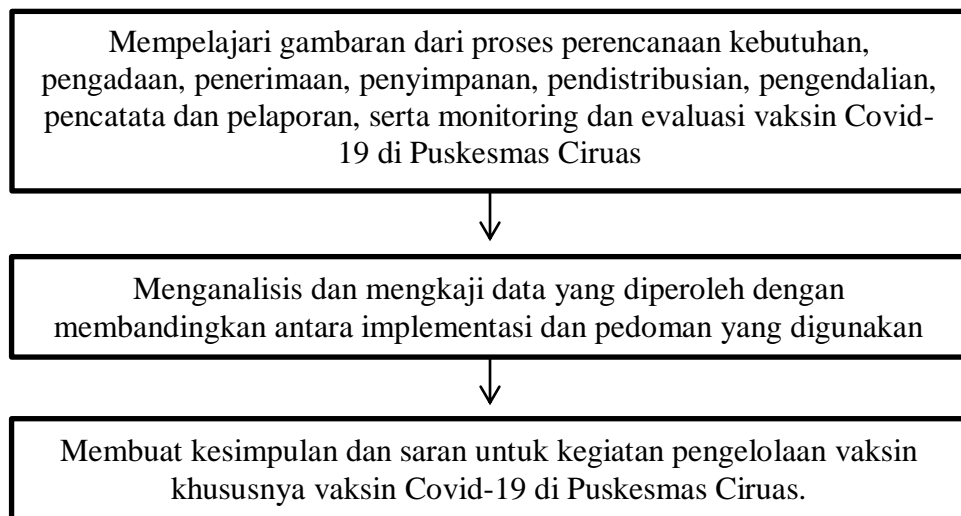 Mempelajari gambaran dari proses perencanaan kebutuhan,
pengadaan, penerimaan, penyimpanan, pendistribusian, pengendalian,
pencatata dan pelaporan, serta monitoring dan evaluasi vaksin Covid-
19 di Puskesmas Ciruas
Menganalisis dan mengkaji data yang diperoleh dengan
membandingkan antara implementasi dan pedoman yang digunakan
Membuat kesimpulan dan saran untuk kegiatan pengelolaan vaksin
khususnya vaksin Covid-19 di Puskesmas Ciruas.